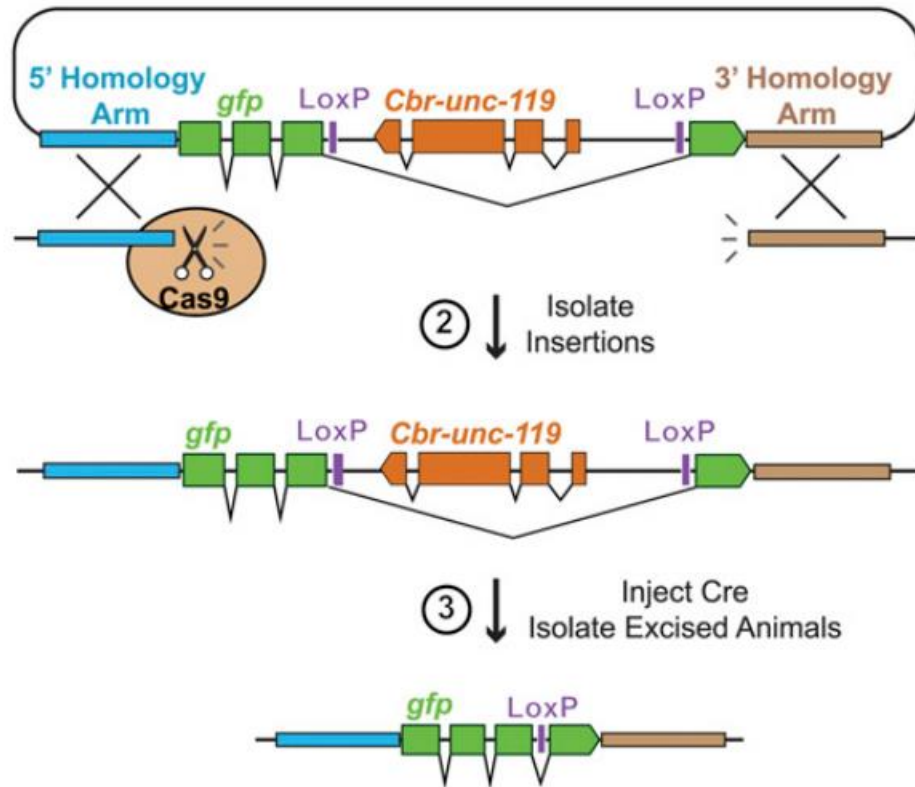 5’ Homology
Arm
gfp
LoxP
Cbr-unc-119
LoxP
3’ Homology
Arm
Cas9
2
Isolate
Insertions
gfp
LoxP
Cbr-unc-119
LoxP
3
Inject Cre
Isolate Excised Animals
gfp
LoxP